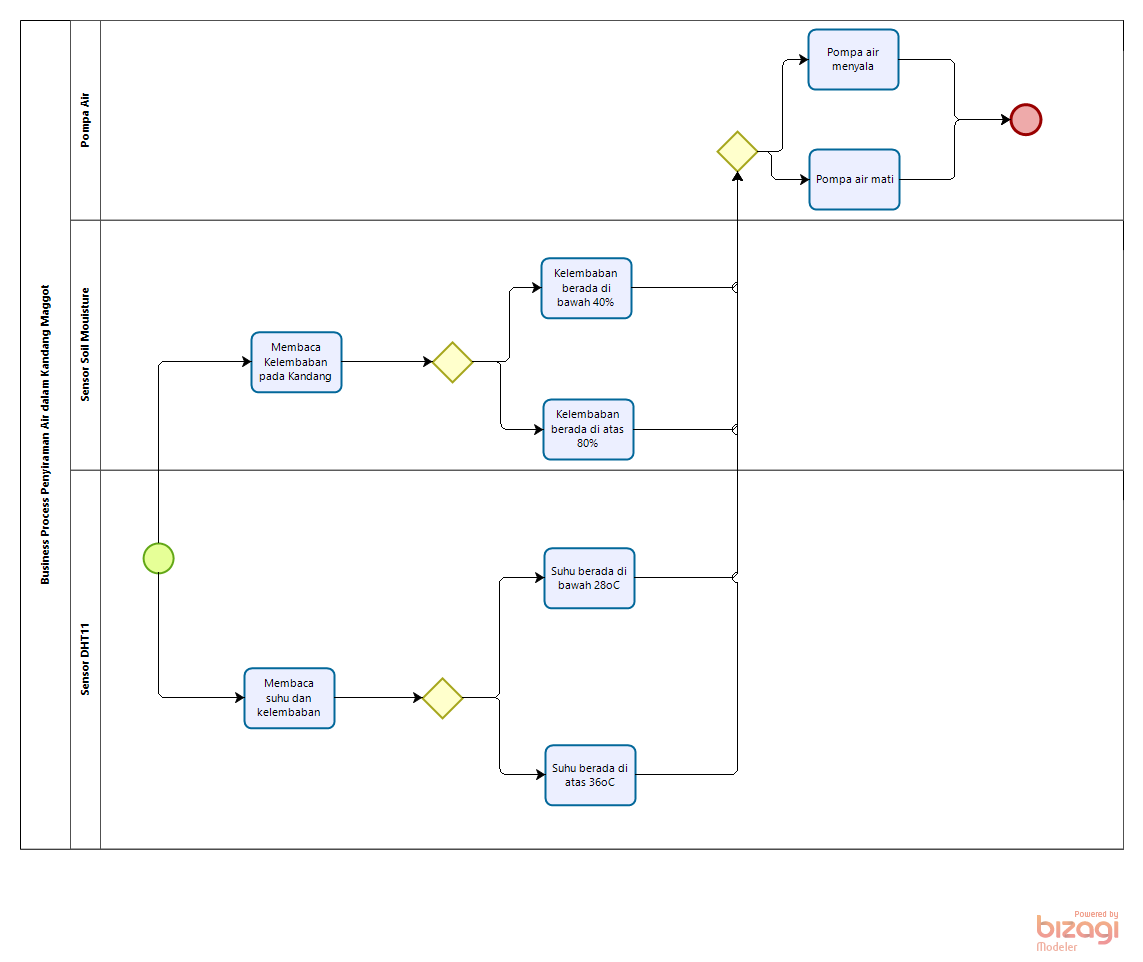 Business Process Penyiraman Air dalam Kandang Maggot
Pompa Air
Pompa air
menyala
Pompa air mati
Sensor Soil Mouisture
Kelembaban
berada di
bawah 40%
Membaca
Kelembaban
pada Kandang
Kelembaban
berada di atas
80%
Sensor DHT11
Suhu berada di
bawah 28oC
Membaca
suhu dan
kelembaban
Suhu berada di
atas 36oC
Powered by
bizagi
Modeler